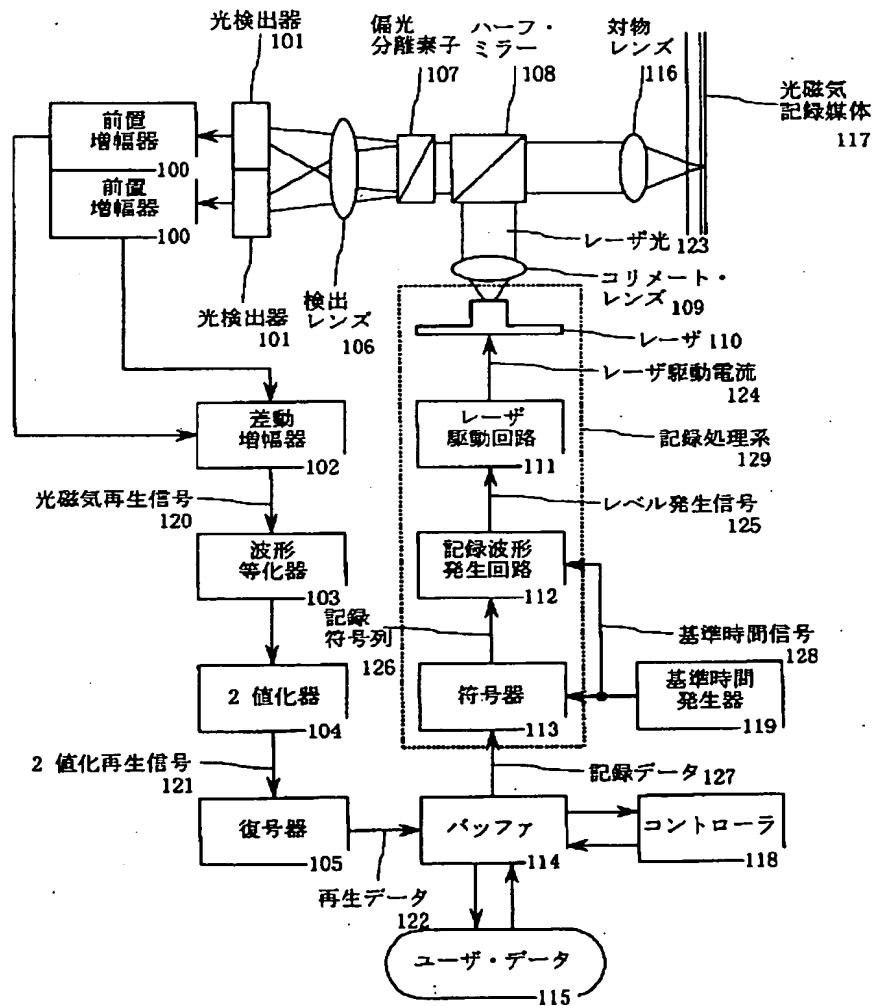 光検出器
101
偏光
分離素子
107
ハーフ・
ミラー
108
対物
レンズ
116
光磁気
記録媒体
117
前置
増幅器
100
前置
増幅器
100
光検出器
101
検出
レンズ
106
レーザ光
123
コリメート・
レンズ
109
レーザ 110
レーザ駆動電流
124
差動
増幅器
102
レーザ
駆動回路
111
記録処理系
129
光磁気再生信号
120
レベル発生信号
125
波形
等化器
103
記録波形
発生回路
112
記録
符号列
126
基準時間信号
128
2 値化器
104
符号器
113
基準時間
発生器
119
2 値化再生信号
121
記録データ
127
復号器
105
バッファ
114
コントローラ
118
再生データ
122
ユーザ・データ
115